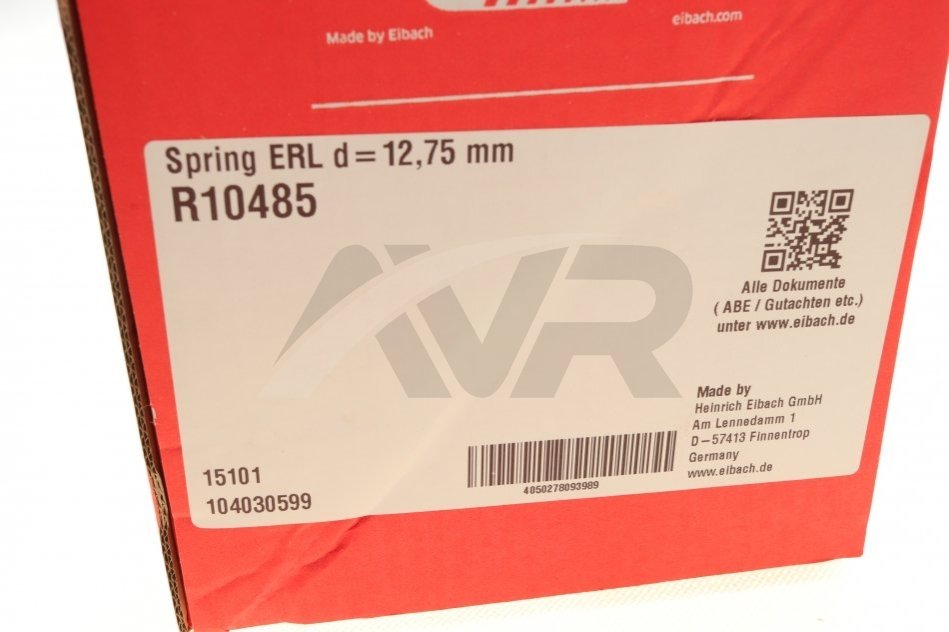 Made by Eibach
eibach.com
Spring ERL d=12,75 mm
R10485
AVR
Alle Dokumente
( ABE / Gutachten etc.)
unter www.eibach.de
Made by
Heinrich Eibach GmbH
Am Lennedamm 1
D-57413 Finnentrop
Germany
www.eibach.de
15101
104030599
4050278093989